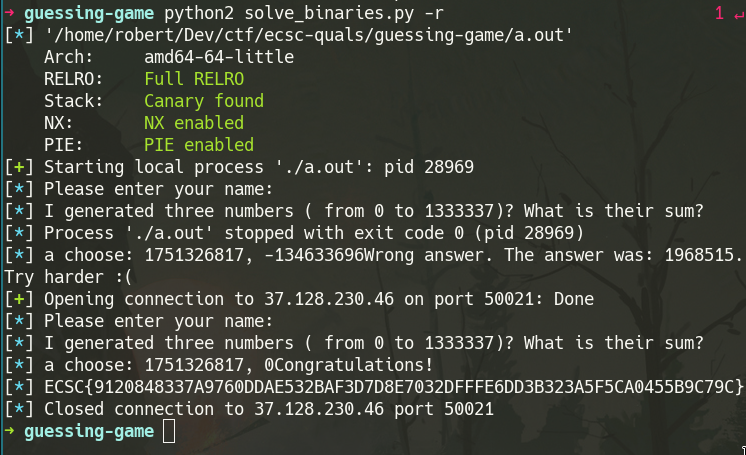 ➜ guessing-game python2 solve_binaries.py -r 1 ↵
[*] '/home/robert/Dev/ctf/ecsc-quals/guessing-game/a.out'
Arch: amd64-64-little
RELRO: Full RELRO
Stack: Canary found
NX: NX enabled
PIE: PIE enabled
[+] Starting local process './a.out': pid 28969
[*] Please enter your name:
[*] I generated three numbers ( from 0 to 1333337)? What is their sum?
[*] Process './a.out' stopped with exit code 0 (pid 28969)
[*] a choose: 1751326817, -134633696Wrong answer. The answer was: 1968515.
Try harder :(
[+] Opening connection to 37.128.230.46 on port 50021: Done
[*] Please enter your name:
[*] I generated three numbers ( from 0 to 1333337)? What is their sum?
[*] a choose: 1751326817, 0Congratulations!
[*] ECSC{9120848337A9760DDAE532BAF3D7D8E7032DFFFE6DD3B323A5F5CA0455B9C79C}
[*] Closed connection to 37.128.230.46 port 50021
➜ guessing-game